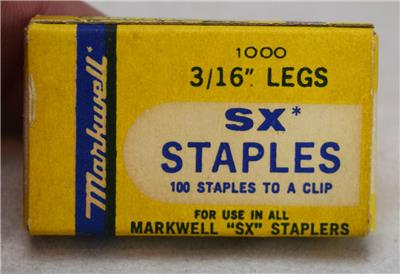 Markwell*
1000
3/16" LEGS
SX*
STAPLES
100 STAPLES TO A CLIP
FOR USE IN ALL
MARKWELL "SX" STAPLERS